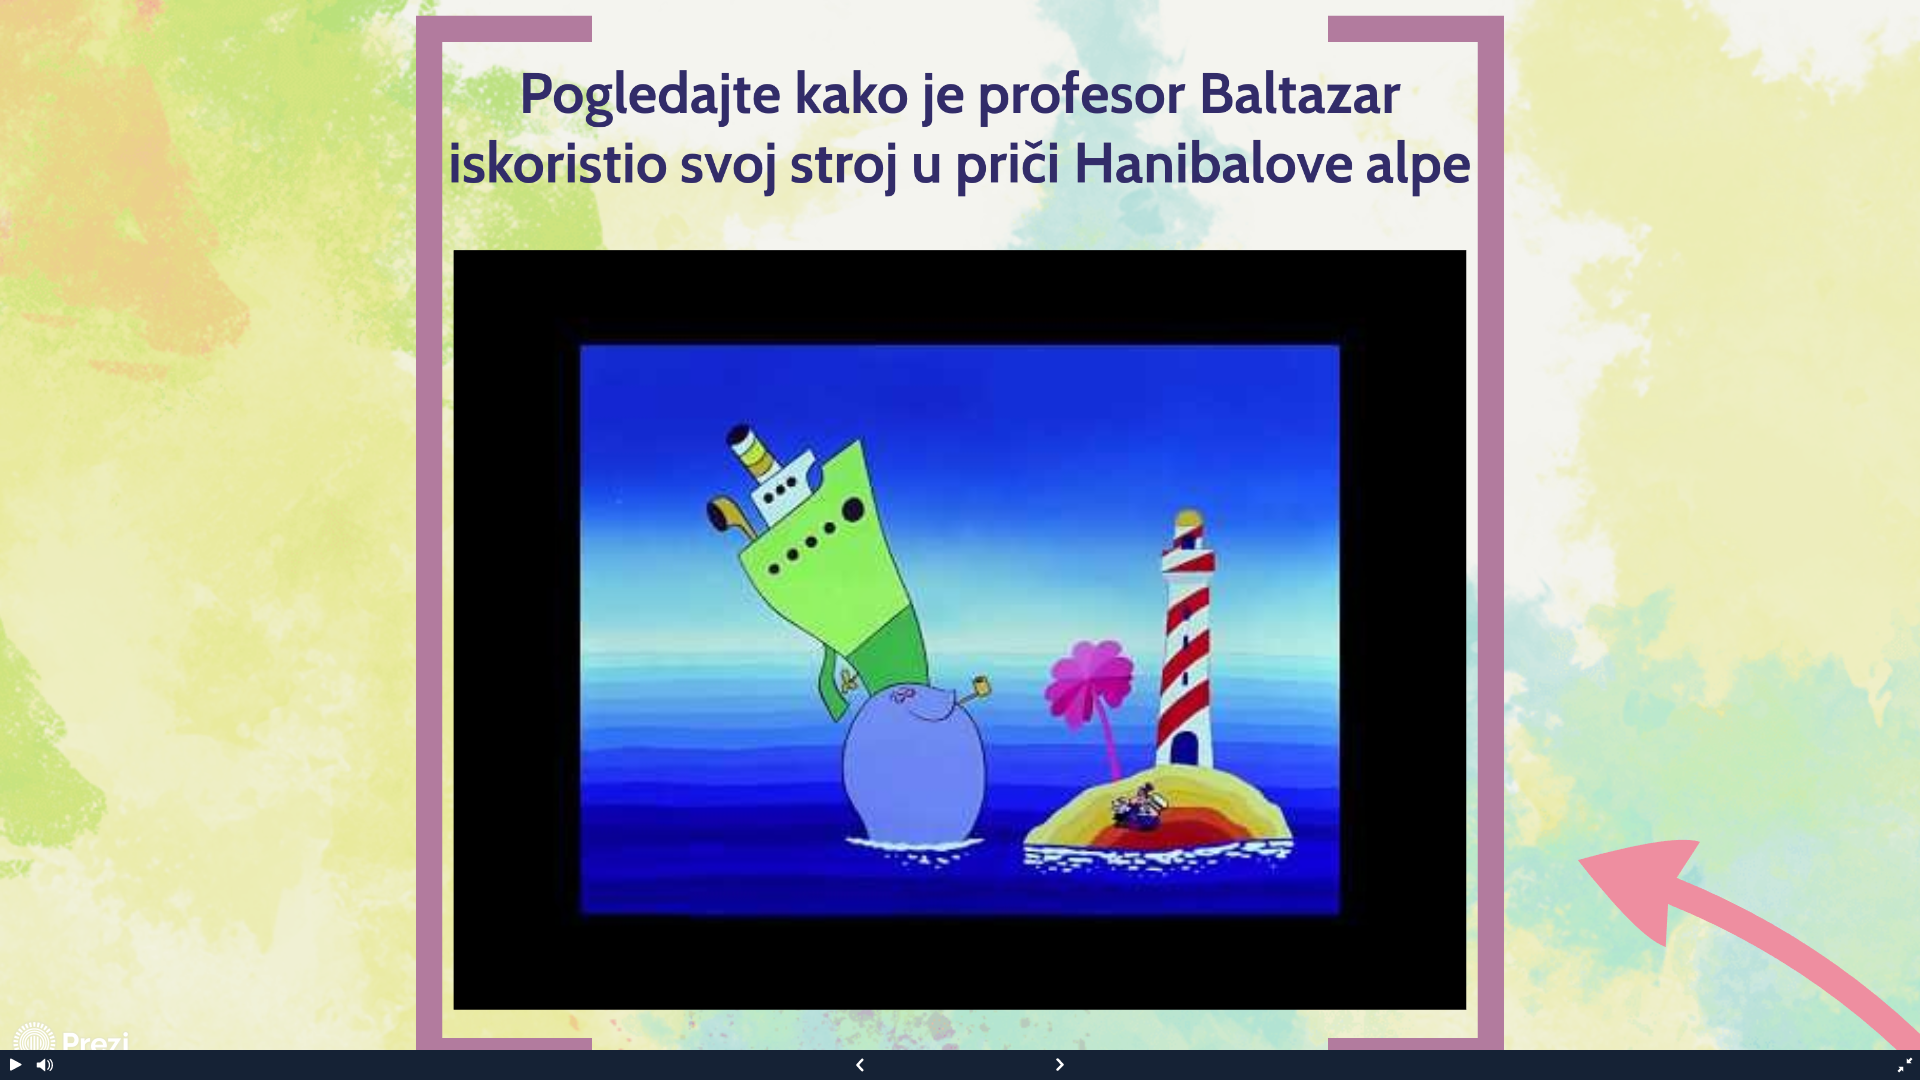 Pogledajte kako je profesor Baltazar
iskoristio svoj stroj u priči Hanibalove alpe
Prezi